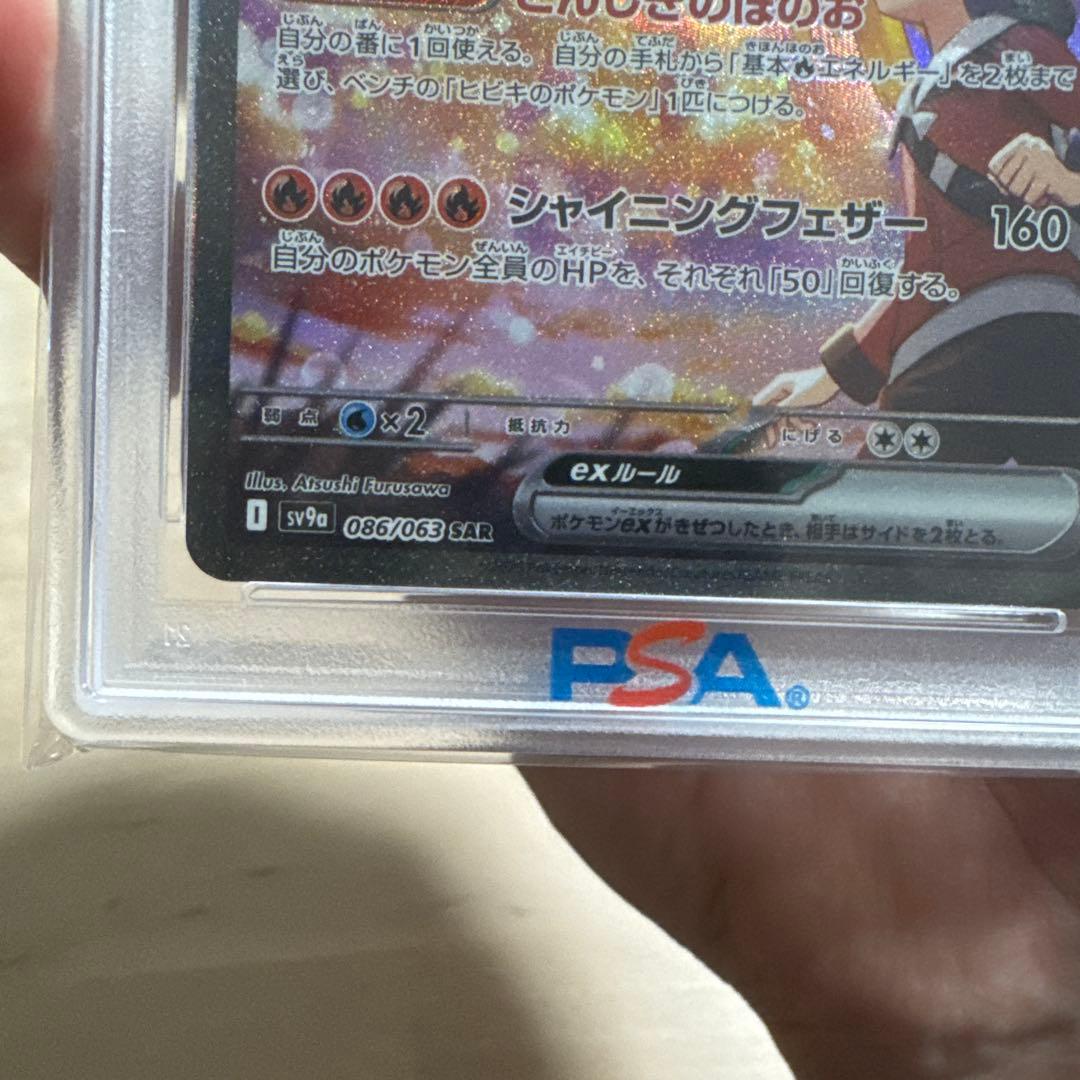 こんじきのほのお
自分の番に1回使える。自分の手札から「基本エネルギー」を2枚まで
選び、ベンチの「ヒビキのポケモン」1匹につける。
シャイニングフェザー 160
自分のポケモン全員のHPを、それぞれ「50」回復する。
弱点 ×2 抵抗力 にげる
exルール
ポケモンexがきぜつしたとき、相手はサイドを2枚とる。
Illus. Atsushi Furusawa
I sv9a 086/063 SAR
PSA®